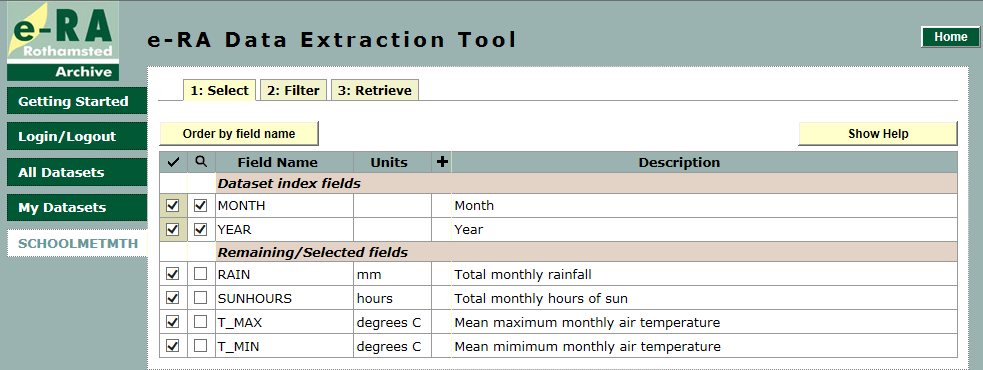 e-RA
Rothamsted
Archive
e-RA Data Extraction Tool
Home
Getting Started
Login/Logout
All Datasets
My Datasets
SCHOOLMETMTH
1: Select 2: Filter 3: Retrieve
Order by field name Show Help
Field Name Units + Description
Dataset index fields
MONTH Month
YEAR Year
Remaining/Selected fields
RAIN mm Total monthly rainfall
SUNHOURS hours Total monthly hours of sun
T_MAX degrees C Mean maximum monthly air temperature
T_MIN degrees C Mean mimimum monthly air temperature